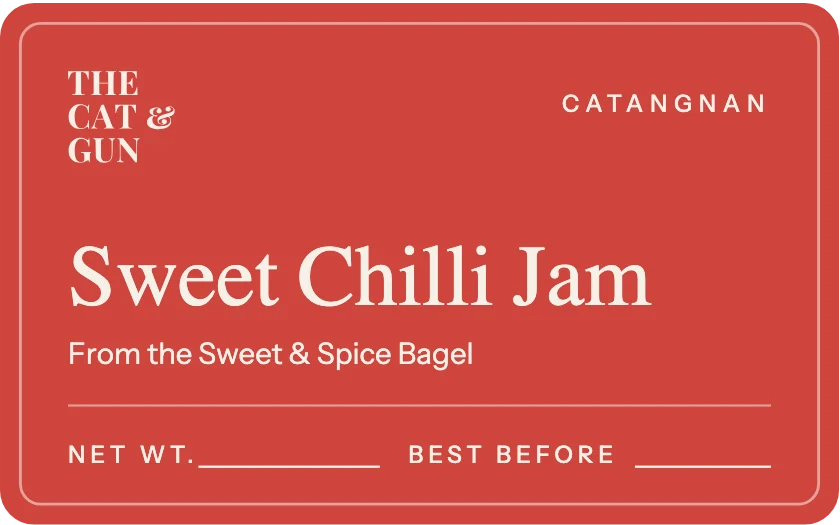 THE
CAT &
GUN
CATANGNAN
Sweet Chilli Jam
From the Sweet & Spice Bagel
NET WT. BEST BEFORE